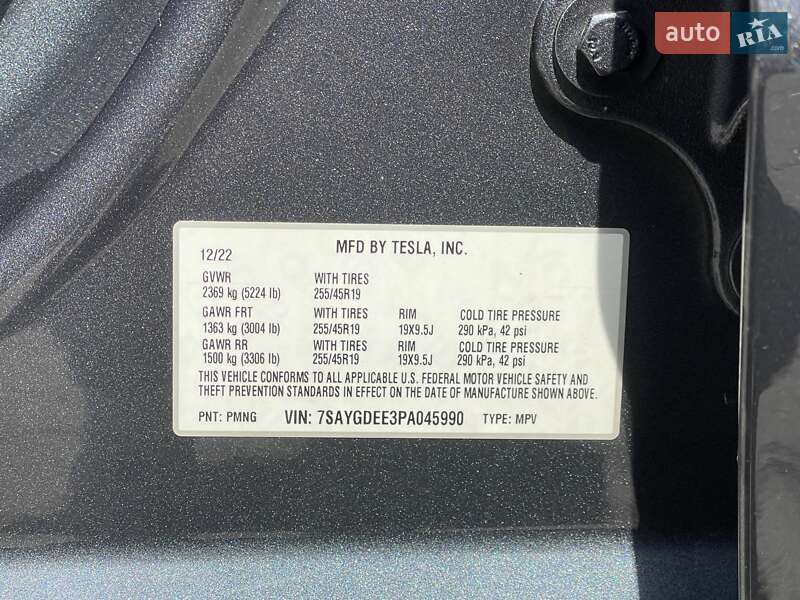 auto RIA.com
12/22 MFD BY TESLA, INC.
GVWR WITH TIRES
2369 kg (5224 lb) 255/45R19
GAWR FRT WITH TIRES RIM COLD TIRE PRESSURE
1363 kg (3004 lb) 255/45R19 19X9.5J 290 kPa, 42 psi
GAWR RR WITH TIRES RIM COLD TIRE PRESSURE
1500 kg (3306 lb) 255/45R19 19X9.5J 290 kPa, 42 psi
THIS VEHICLE CONFORMS TO ALL APPLICABLE U.S. FEDERAL MOTOR VEHICLE SAFETY AND
THEFT PREVENTION STANDARDS IN EFFECT ON THE DATE OF MANUFACTURE SHOWN ABOVE.
PNT: PMNG VIN: 7SAYGDEE3PA045990 TYPE: MPV